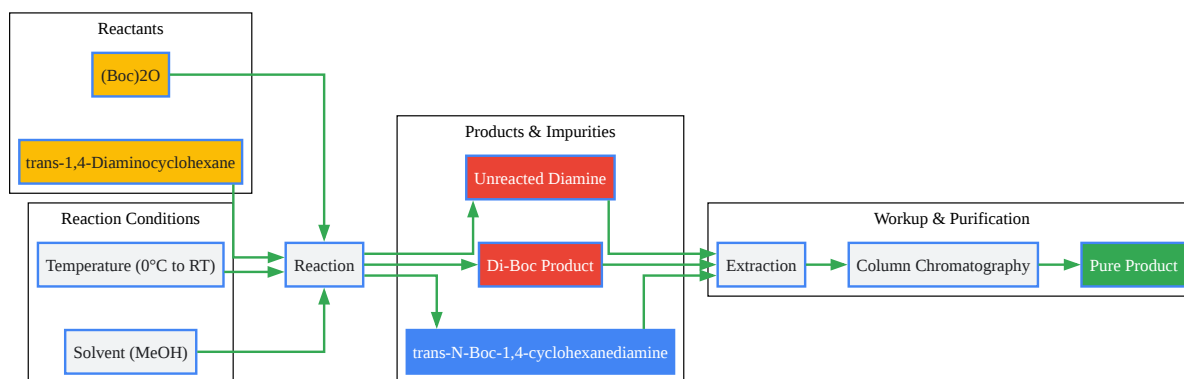 Reactants
(Boc)2O
trans-1,4-Diaminocyclohexane
Reaction Conditions
Temperature (0°C to RT)
Solvent (MeOH)
Reaction
Products & Impurities
Unreacted Diamine
Di-Boc Product
trans-N-Boc-1,4-cyclohexanediamine
Workup & Purification
Extraction
Column Chromatography
Pure Product